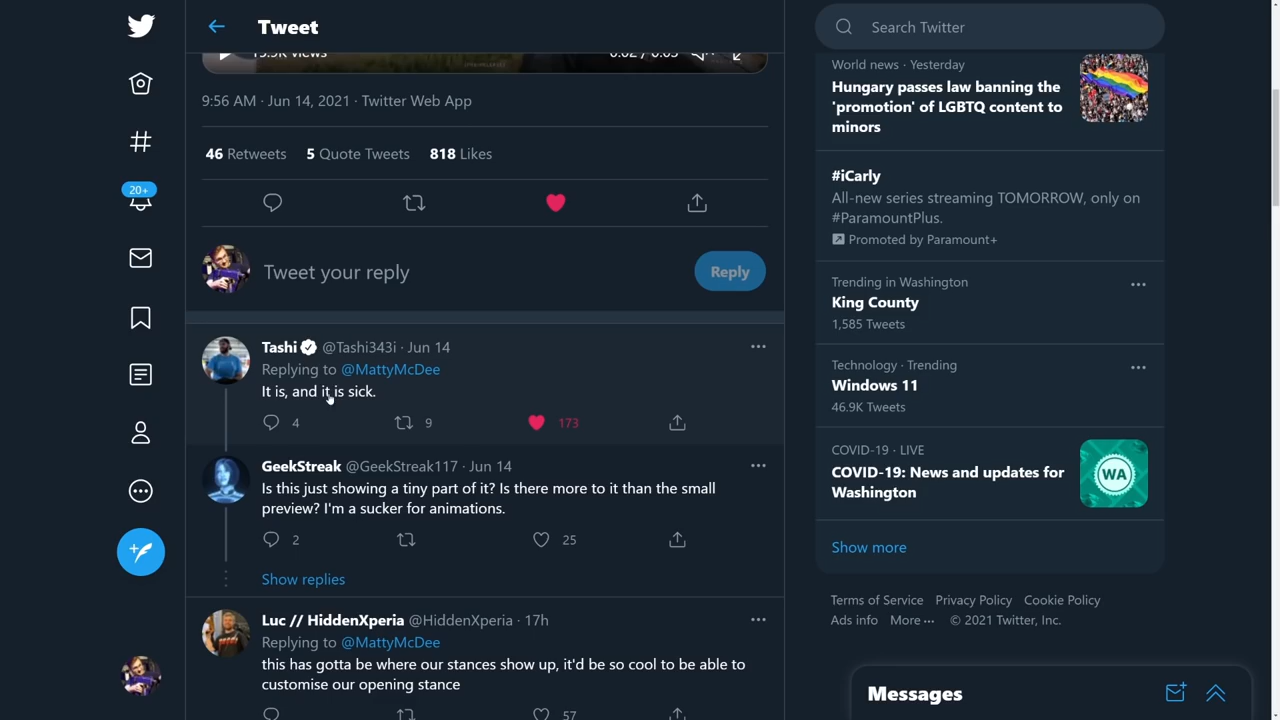 Tweet
Search Twitter
9:56 AM · Jun 14, 2021 · Twitter Web App
46 Retweets 5 Quote Tweets 818 Likes
20+
Tweet your reply
Reply
Tashi @Tashi343i · Jun 14
Replying to @MattyMcDee
It is, and it is sick.
4 9 173
GeekStreak @GeekStreak117 · Jun 14
Is this just showing a tiny part of it? Is there more to it than the small
preview? I'm a sucker for animations.
2 25
Show replies
Luc // HiddenXperia @HiddenXperia · 17h
Replying to @MattyMcDee
this has gotta be where our stances show up, it'd be so cool to be able to
customise our opening stance
57
World news · Yesterday
Hungary passes law banning the
'promotion' of LGBTQ content to
minors
#iCarly
All-new series streaming TOMORROW, only on
#ParamountPlus.
Promoted by Paramount+
Trending in Washington
King County
1,585 Tweets
Technology · Trending
Windows 11
46.9K Tweets
COVID-19 · LIVE
COVID-19: News and updates for
Washington
WA
Show more
Terms of Service Privacy Policy Cookie Policy
Ads info More ··· © 2021 Twitter, Inc.
Messages